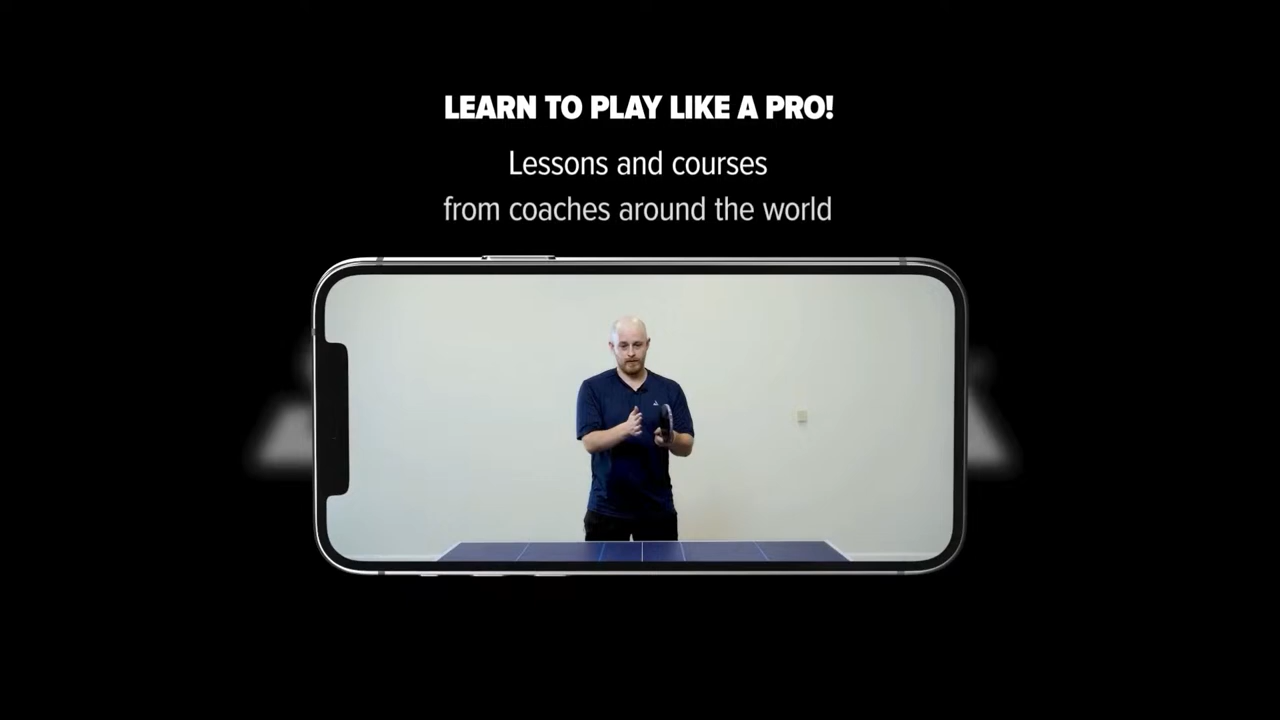 LEARN TO PLAY LIKE A PRO!
Lessons and courses
from coaches around the world